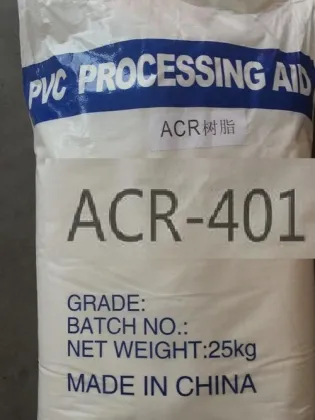 PVC PROCESSING AID
ACR树脂
ACR-401
GRADE:
BATCH NO.:
NET WEIGHT:25kg
MADE IN CHINA